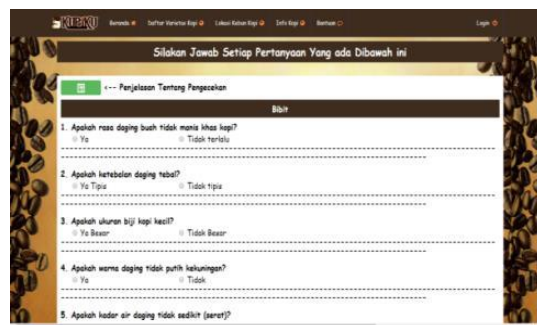 KOPIKU Beranda Daftar Varietas Kopi Lokasi Kebun Kopi Info Kopi Bantuan Login
Silakan Jawab Setiap Pertanyaan Yang ada Dibawah ini
<-- Penjelasan Tentang Pengecekan
Bibit
1. Apakah rasa daging buah tidak manis khas kopi?
Ya Tidak terlalu
2. Apakah ketebalan daging tebal?
Ya Tipis Tidak tipis
3. Apakah ukuran biji kopi kecil?
Ya Besar Tidak Besar
4. Apakah warna daging tidak putih kekuningan?
Ya Tidak
5. Apakah kadar air daging tidak sedikit (serat)?